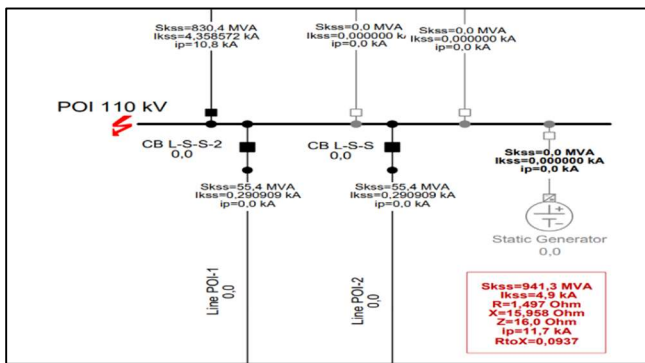 Skss=830,4 MVA
Ikss=4,358572 kA
ip=10,8 kA
Skss=0,0 MVA
Ikss=0,000000 kA
ip=0,0 kA
Skss=0,0 MVA
Ikss=0,000000 kA
ip=0,0 kA
POI 110 kV
CB L-S-S-2
0,0
CB L-S-S
0,0
Skss=0,0 MVA
Ikss=0,000000 kA
ip=0,0 kA
Skss=55,4 MVA
Ikss=0,290909 kA
ip=0,0 kA
Skss=55,4 MVA
Ikss=0,290909 kA
ip=0,0 kA
Static Generator
0,0
Line POI-1
0,0
Line POI-2
0,0
Skss=941,3 MVA
Ikss=4,9 kA
R=1,497 Ohm
X=15,958 Ohm
Z=16,0 Ohm
ip=11,7 kA
RtoX=0,0937